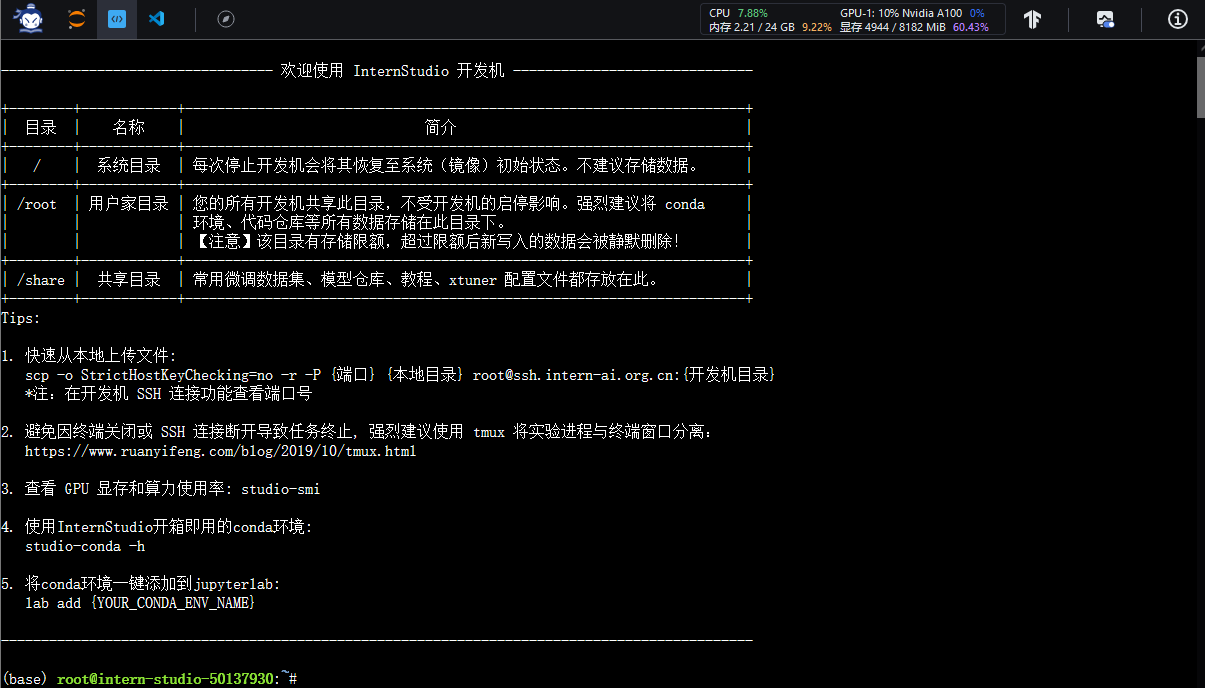 CPU 7.88% GPU-1: 10% Nvidia A100 0%
内存 2.21 / 24 GB 9.22% 显存 4944 / 8182 MiB 60.43%
---------------------------------- 欢迎使用 InternStudio 开发机 ------------------------------
目录 | 名称 | 简介
/ | 系统目录 | 每次停止开发机会将其恢复至系统（镜像）初始状态。不建议存储数据。
/root | 用户家目录 | 您的所有开发机共享此目录，不受开发机的启停影响。强烈建议将 conda
环境、代码仓库等所有数据存储在此目录下。
【注意】该目录有存储限额，超过限额后新写入的数据会被静默删除！
/share | 共享目录 | 常用微调数据集、模型仓库、教程、xtuner 配置文件都存放在此。
Tips:
1. 快速从本地上传文件:
scp -o StrictHostKeyChecking=no -r -P {端口} {本地目录} root@ssh.intern-ai.org.cn:{开发机目录}
*注: 在开发机 SSH 连接功能查看端口号
2. 避免因终端关闭或 SSH 连接断开导致任务终止, 强烈建议使用 tmux 将实验进程与终端窗口分离:
https://www.ruanyifeng.com/blog/2019/10/tmux.html
3. 查看 GPU 显存和算力使用率: studio-smi
4. 使用InternStudio开箱即用的conda环境:
studio-conda -h
5. 将conda环境一键添加到jupyterlab:
lab add {YOUR_CONDA_ENV_NAME}
(base) root@intern-studio-50137930:~#